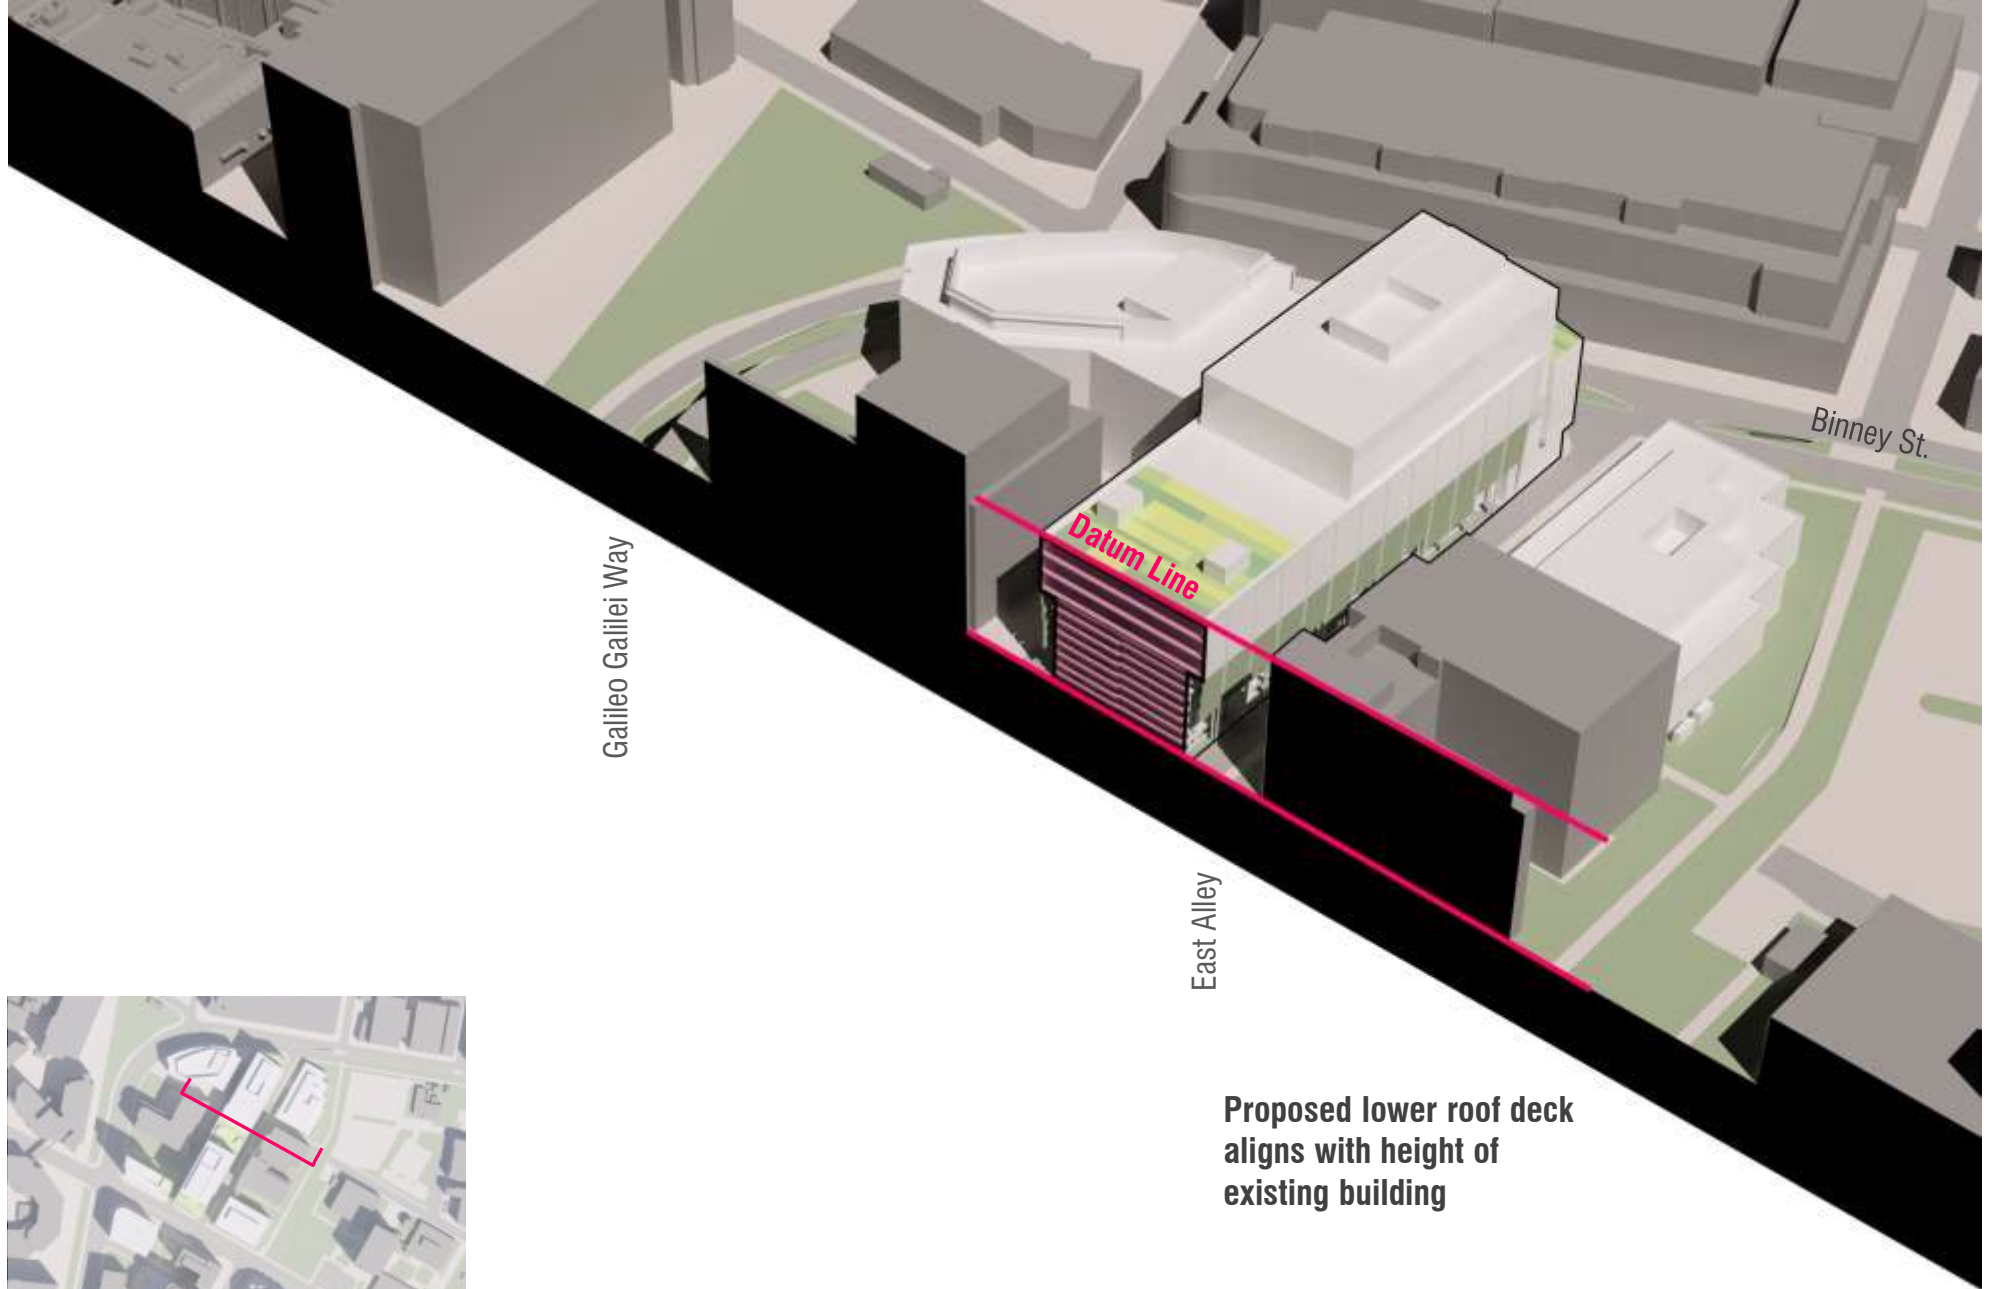 Binney St.
Datum Line
Galileo Galilei Way
East Alley
Proposed lower roof deck
aligns with height of
existing building